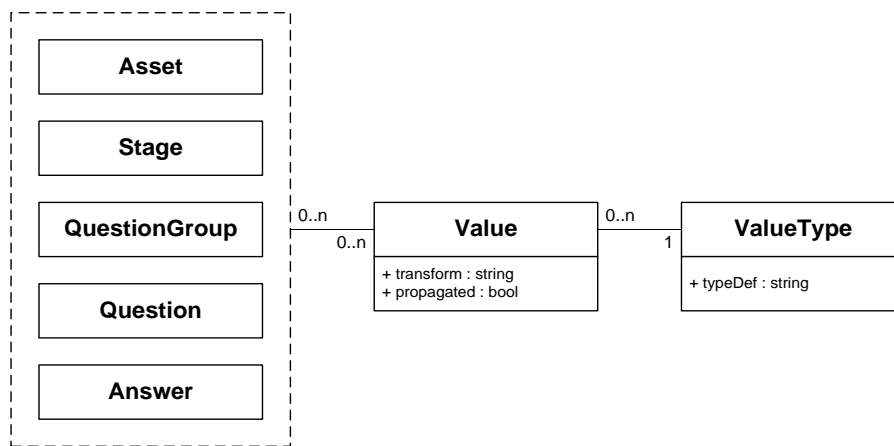 Asset
Stage
QuestionGroup
Question
Answer
0..n
0..n
Value
+ transform : string
+ propagated : bool
0..n
1
ValueType
+ typeDef : string